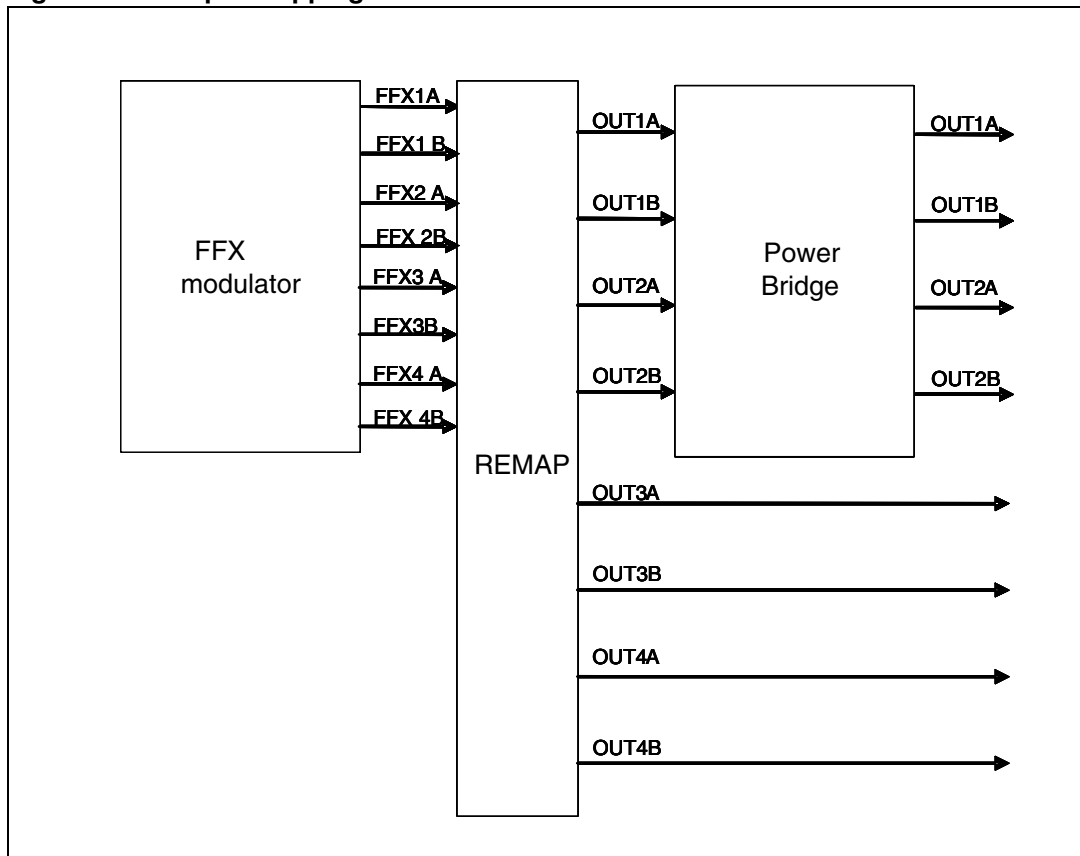 FFX modulator
FFX1A
FFX1 B
FFX2 A
FFX 2B
FFX3 A
FFX3B
FFX4 A
FFX 4B
REMAP
OUT1A
OUT1B
OUT2A
OUT2B
OUT3A
OUT3B
OUT4A
OUT4B
Power
Bridge
OUT1A
OUT1B
OUT2A
OUT2B